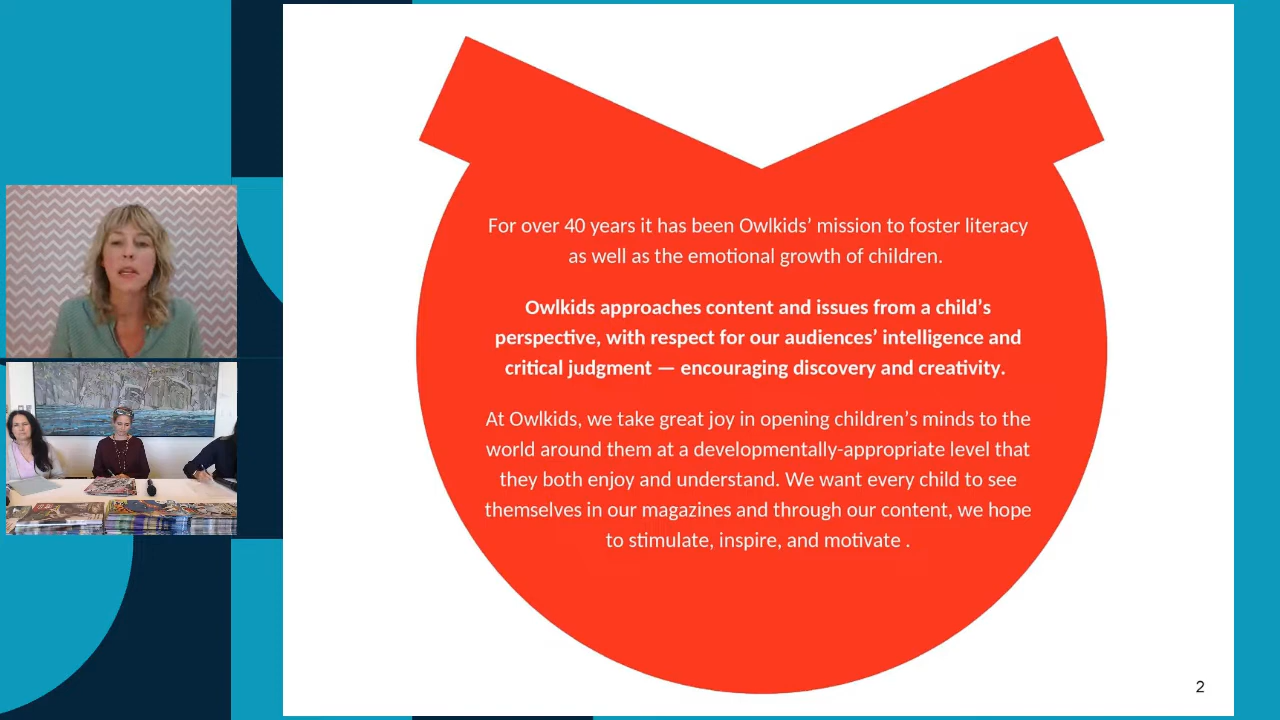 For over 40 years it has been Owlkids’ mission to foster literacy
as well as the emotional growth of children.
Owlkids approaches content and issues from a child’s
perspective, with respect for our audiences’ intelligence and
critical judgment — encouraging discovery and creativity.
At Owlkids, we take great joy in opening children’s minds to the
world around them at a developmentally-appropriate level that
they both enjoy and understand. We want every child to see
themselves in our magazines and through our content, we hope
to stimulate, inspire, and motivate .
2